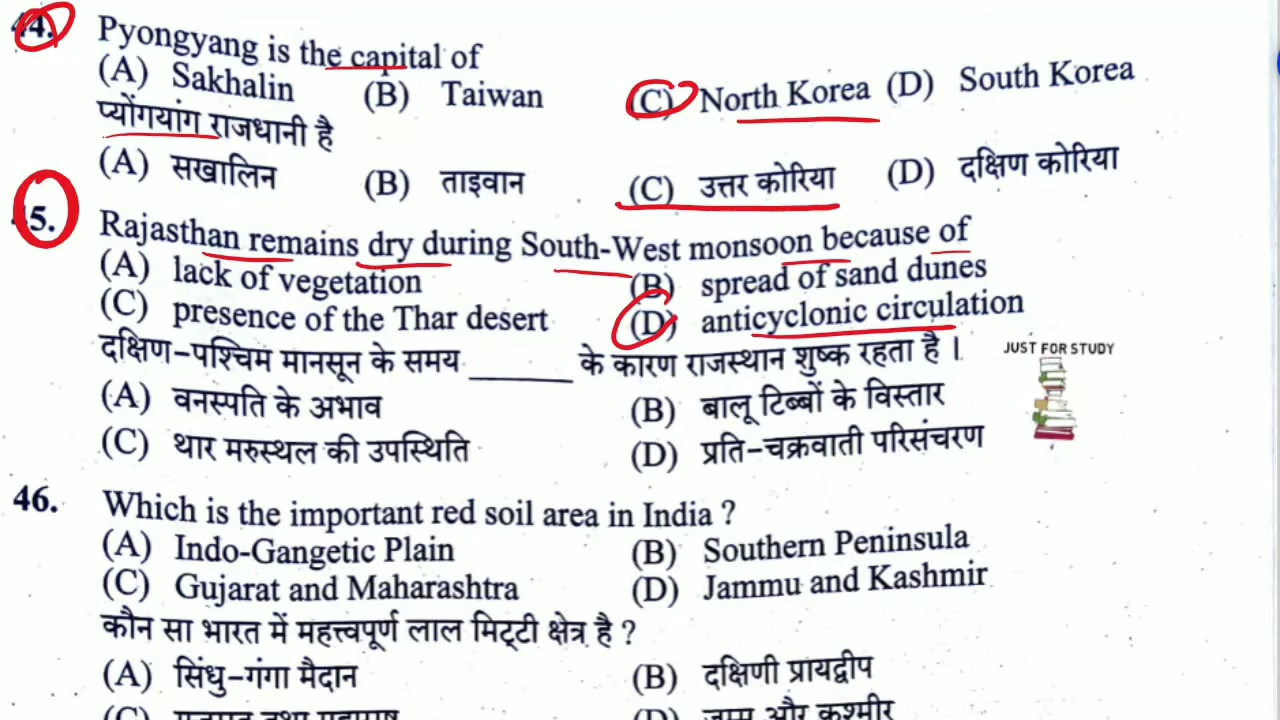 44. Pyongyang is the capital of
(A) Sakhalin (B) Taiwan (C) North Korea (D) South Korea
प्योंगयांग राजधानी है
(A) सखालिन (B) ताइवान (C) उत्तर कोरिया (D) दक्षिण कोरिया
45. Rajasthan remains dry during South-West monsoon because of
(A) lack of vegetation (B) spread of sand dunes
(C) presence of the Thar desert (D) anticyclonic circulation
दक्षिण-पश्चिम मानसून के समय ________ के कारण राजस्थान शुष्क रहता है ।
JUST FOR STUDY
(A) वनस्पति के अभाव (B) बालू टिब्बों के विस्तार
(C) थार मरुस्थल की उपस्थिति (D) प्रति-चक्रवाती परिसंचरण
46. Which is the important red soil area in India ?
(A) Indo-Gangetic Plain (B) Southern Peninsula
(C) Gujarat and Maharashtra (D) Jammu and Kashmir
कौन सा भारत में महत्त्वपूर्ण लाल मिट्टी क्षेत्र है ?
(A) सिंधु-गंगा मैदान (B) दक्षिणी प्रायद्वीप
(D) जम्मू और कश्मीर